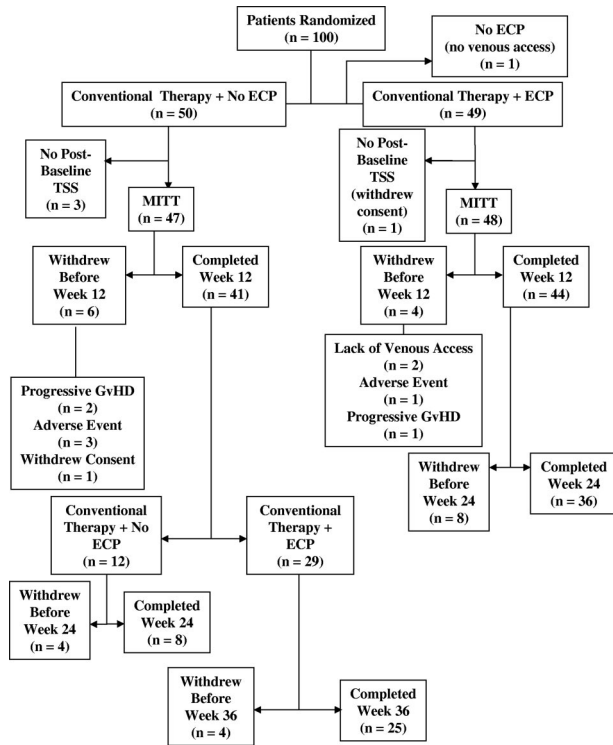 Patients Randomized
(n = 100)
No ECP
(no venous access)
(n = 1)
Conventional Therapy + No ECP
(n = 50)
Conventional Therapy + ECP
(n = 49)
No Post-
Baseline
TSS
(n = 3)
MITT
(n = 47)
No Post-
Baseline
TSS
(withdrew
consent)
(n = 1)
MITT
(n = 48)
Withdrew
Before
Week 12
(n = 6)
Completed
Week 12
(n = 41)
Withdrew
Before
Week 12
(n = 4)
Completed
Week 12
(n = 44)
Lack of Venous Access
(n = 2)
Adverse Event
(n = 1)
Progressive GvHD
(n = 1)
Progressive GvHD
(n = 2)
Adverse Event
(n = 3)
Withdrew Consent
(n = 1)
Withdrew
Before
Week 24
(n = 8)
Completed
Week 24
(n = 36)
Conventional
Therapy + No
ECP
(n = 12)
Conventional
Therapy +
ECP
(n = 29)
Withdrew
Before
Week 24
(n = 4)
Completed
Week 24
(n = 8)
Withdrew
Before
Week 36
(n = 4)
Completed
Week 36
(n = 25)